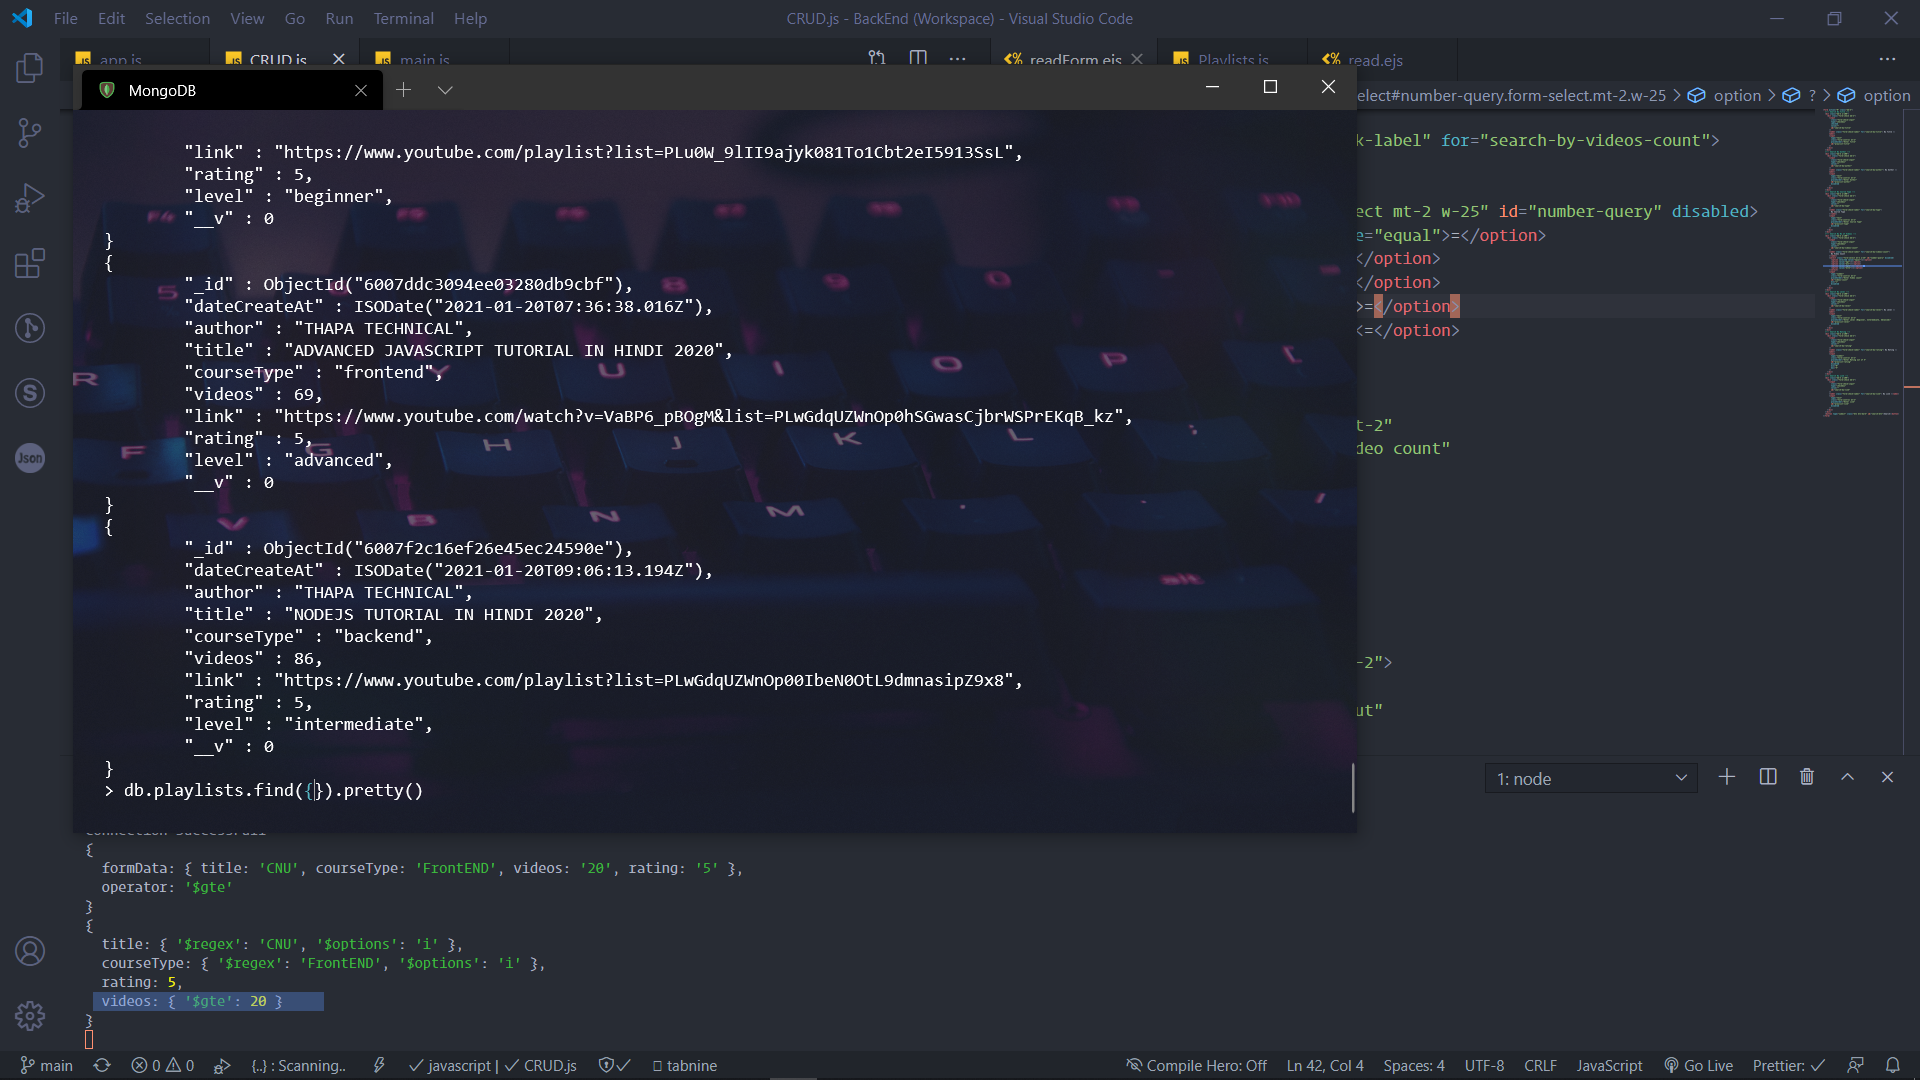 File Edit Selection View Go Run Terminal Help
CRUD.js - BackEnd (Workspace) - Visual Studio Code
app.js
CRUD.js
main.js
readForm.ejs
Playlists.js
read.ejs
MongoDB
elect#number-query.form-select.mt-2.w-25 > option > ? > option
"link" : "https://www.youtube.com/playlist?list=PLu0W_9lII9ajyk081To1Cbt2eI5913SsL",
"rating" : 5,
"level" : "beginner",
"__v" : 0
}
{
"_id" : ObjectId("6007ddc3094ee03280db9cbf"),
"dateCreateAt" : ISODate("2021-01-20T07:36:38.016Z"),
"author" : "THAPA TECHNICAL",
"title" : "ADVANCED JAVASCRIPT TUTORIAL IN HINDI 2020",
"courseType" : "frontend",
"videos" : 69,
"link" : "https://www.youtube.com/watch?v=VaBP6_pBOgM&list=PLwGdqUZWnOp0hSGwasCjbrWSPrEKqB_kz",
"rating" : 5,
"level" : "advanced",
"__v" : 0
}
{
"_id" : ObjectId("6007f2c16ef26e45ec24590e"),
"dateCreateAt" : ISODate("2021-01-20T09:06:13.194Z"),
"author" : "THAPA TECHNICAL",
"title" : "NODEJS TUTORIAL IN HINDI 2020",
"courseType" : "backend",
"videos" : 86,
"link" : "https://www.youtube.com/playlist?list=PLwGdqUZWnOp00IbeN0OtL9dmnasipZ9x8",
"rating" : 5,
"level" : "intermediate",
"__v" : 0
}
> db.playlists.find({}).pretty()
k-label" for="search-by-videos-count">
ect mt-2 w-25" id="number-query" disabled>
e="equal">=</option>
</option>
</option>
>=</option>
<=</option>
t-2"
deo count"
-2">
ut"
1: node
{
formData: { title: 'CNU', courseType: 'FrontEND', videos: '20', rating: '5' },
operator: '$gte'
}
{
title: { '$regex': 'CNU', '$options': 'i' },
courseType: { '$regex': 'FrontEND', '$options': 'i' },
rating: 5,
videos: { '$gte': 20 }
}
Json
main 0 0 {..} : Scanning.. javascript | CRUD.js tabnine Compile Hero: Off Ln 42, Col 4 Spaces: 4 UTF-8 CRLF JavaScript Go Live Prettier: